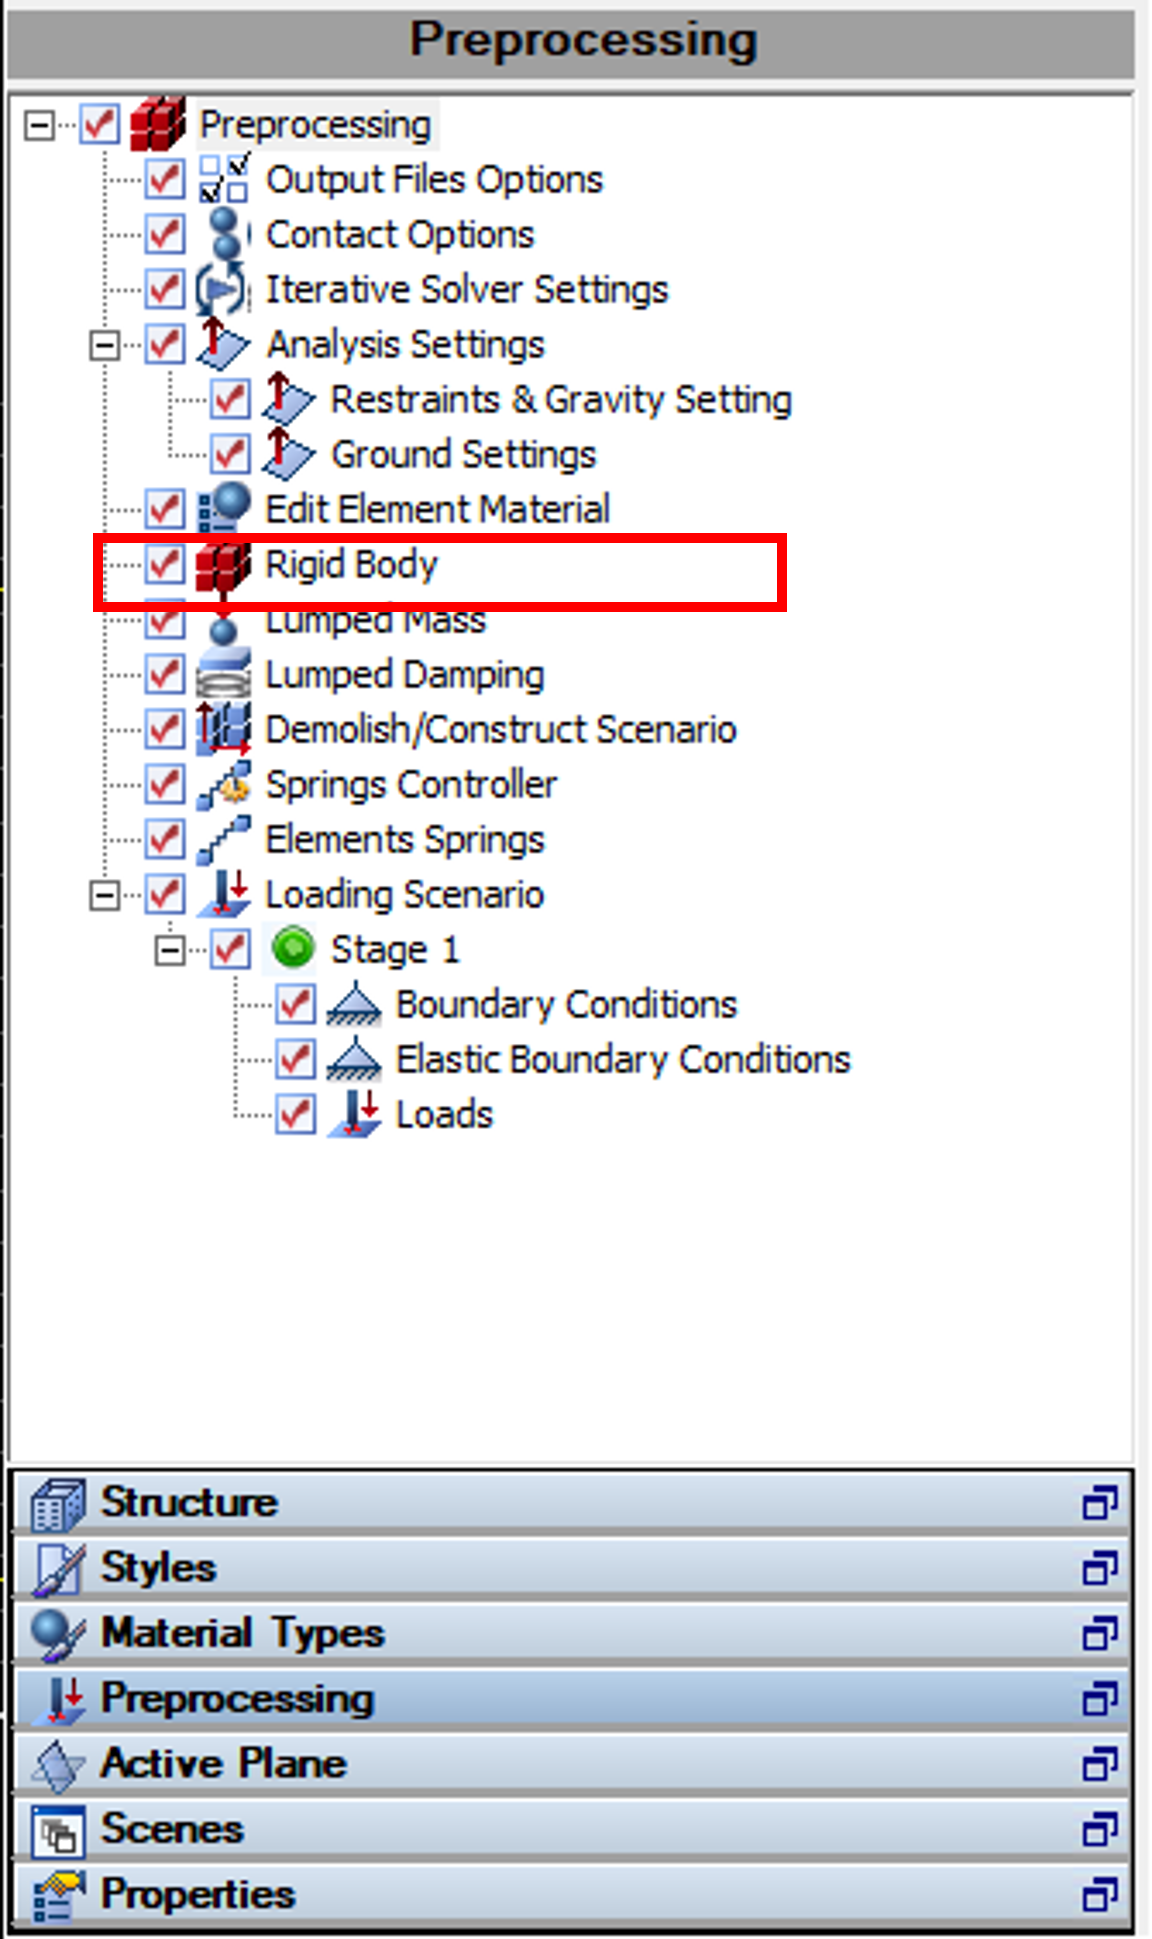 Preprocessing
Preprocessing
Output Files Options
Contact Options
Iterative Solver Settings
Analysis Settings
Restraints & Gravity Setting
Ground Settings
Edit Element Material
Rigid Body
Lumped Mass
Lumped Damping
Demolish/Construct Scenario
Springs Controller
Elements Springs
Loading Scenario
Stage 1
Boundary Conditions
Elastic Boundary Conditions
Loads
Structure
Styles
Material Types
Preprocessing
Active Plane
Scenes
Properties